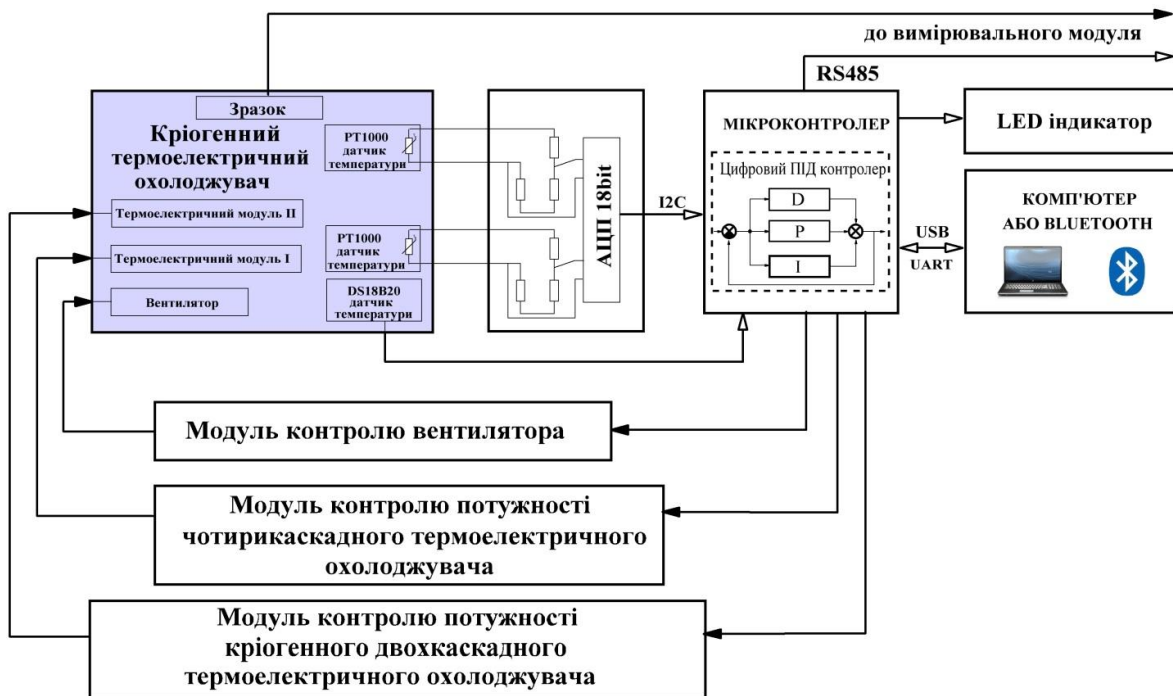 до вимірювального модуля
RS485
Зразок
Кріогенний
термоелектричний
охолоджувач
PT1000
датчик
температури
Термоелектричний модуль II
Термоелектричний модуль I
PT1000
датчик
температури
Вентилятор
DS18B20
датчик
температури
АЦП 18bit
I2C
МІКРОКОНТРОЛЕР
Цифровий ПІД контролер
D
P
I
LED індикатор
USB
UART
КОМП'ЮТЕР
АБО BLUETOOTH
Модуль контролю вентилятора
Модуль контролю потужності
чотирикаскадного термоелектричного
охолоджувача
Модуль контролю потужності
кріогенного двохкаскадного
термоелектричного охолоджувача